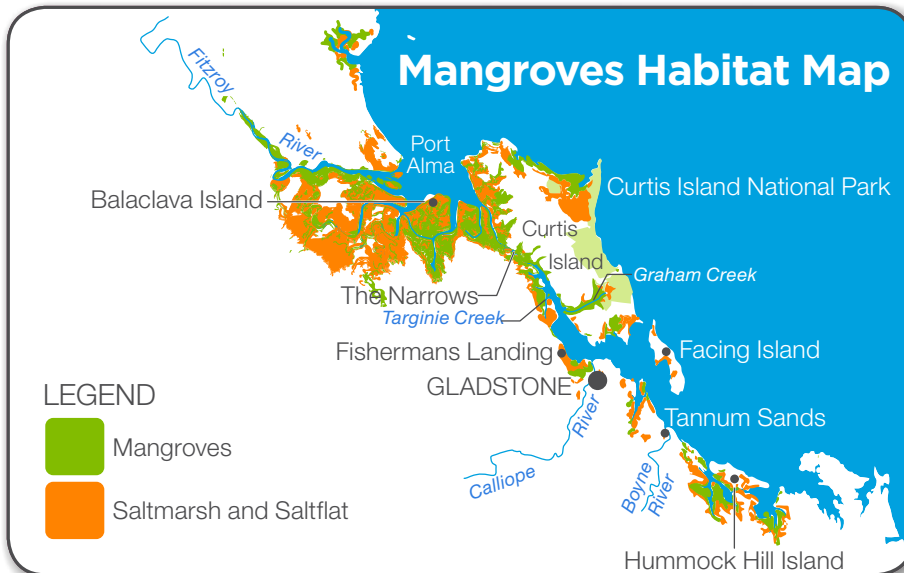 Mangroves Habitat Map
Fitzroy
River
Port
Alma
Balaclava Island
Curtis Island National Park
Curtis
Island
Graham Creek
The Narrows
Targinie Creek
Fishermans Landing
Facing Island
GLADSTONE
River
Calliope
Tannum Sands
Boyne
River
Hummock Hill Island
LEGEND
Mangroves
Saltmarsh and Saltflat